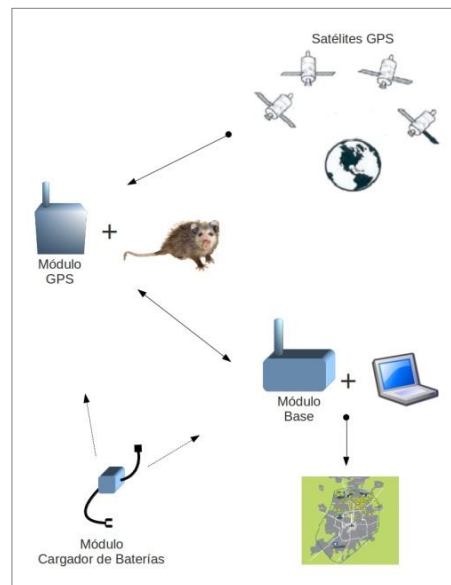 Satélites GPS
+
Módulo
GPS
+
Módulo
Base
Módulo
Cargador de Baterías